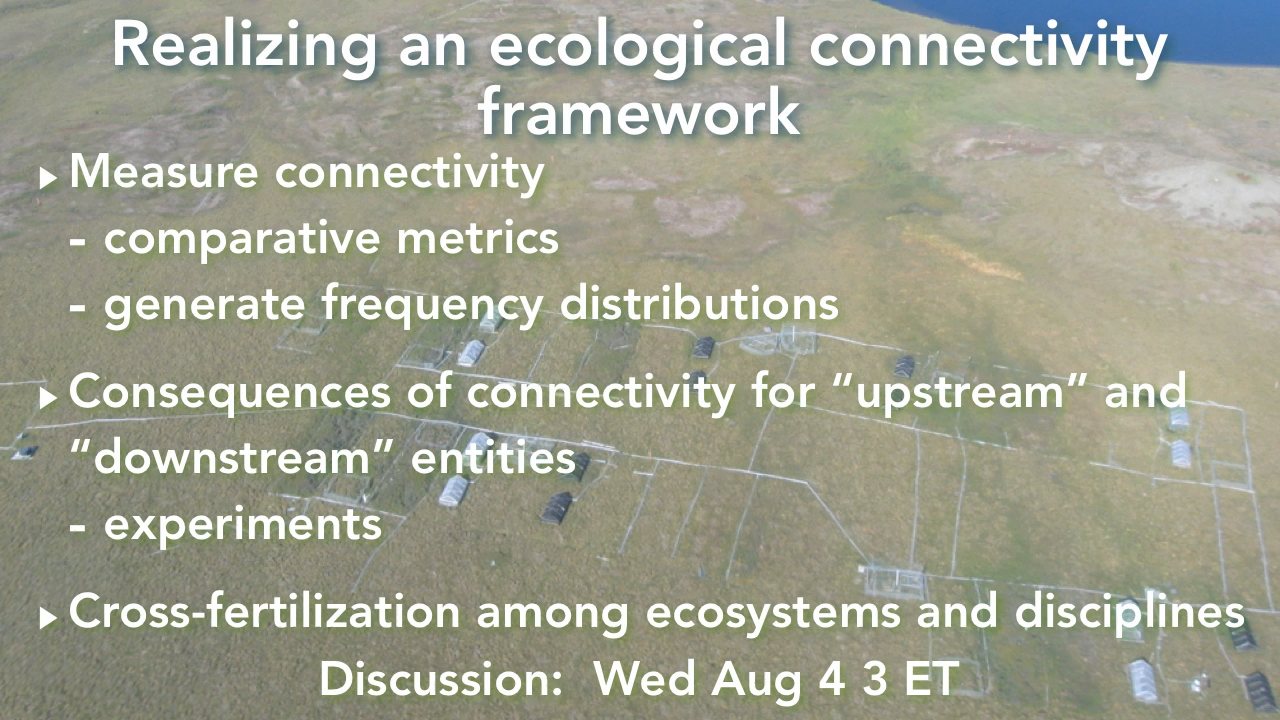 Realizing an ecological connectivity
framework
▸ Measure connectivity
- comparative metrics
- generate frequency distributions
▸ Consequences of connectivity for “upstream” and
“downstream” entities
- experiments
▸ Cross-fertilization among ecosystems and disciplines
Discussion:  Wed Aug 4 3 ET